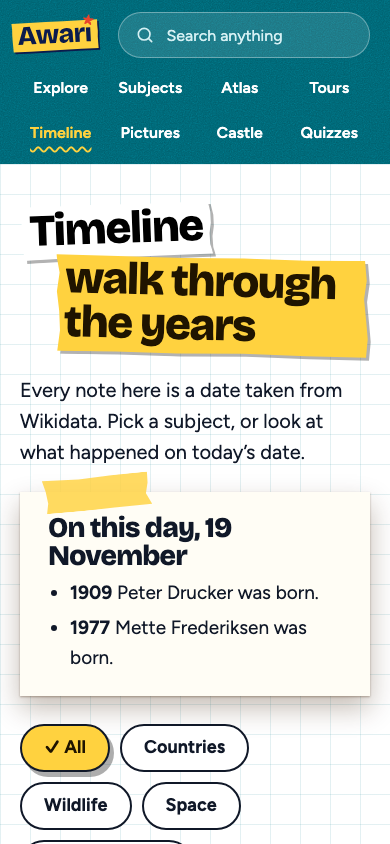 Awari
Search anything
Explore
Subjects
Atlas
Tours
Timeline
Pictures
Castle
Quizzes
Timeline
walk through
the years
Every note here is a date taken from
Wikidata. Pick a subject, or look at
what happened on today’s date.
On this day, 19
November
• 1909 Peter Drucker was born.
• 1977 Mette Frederiksen was
born.
✓ All
Countries
Wildlife
Space